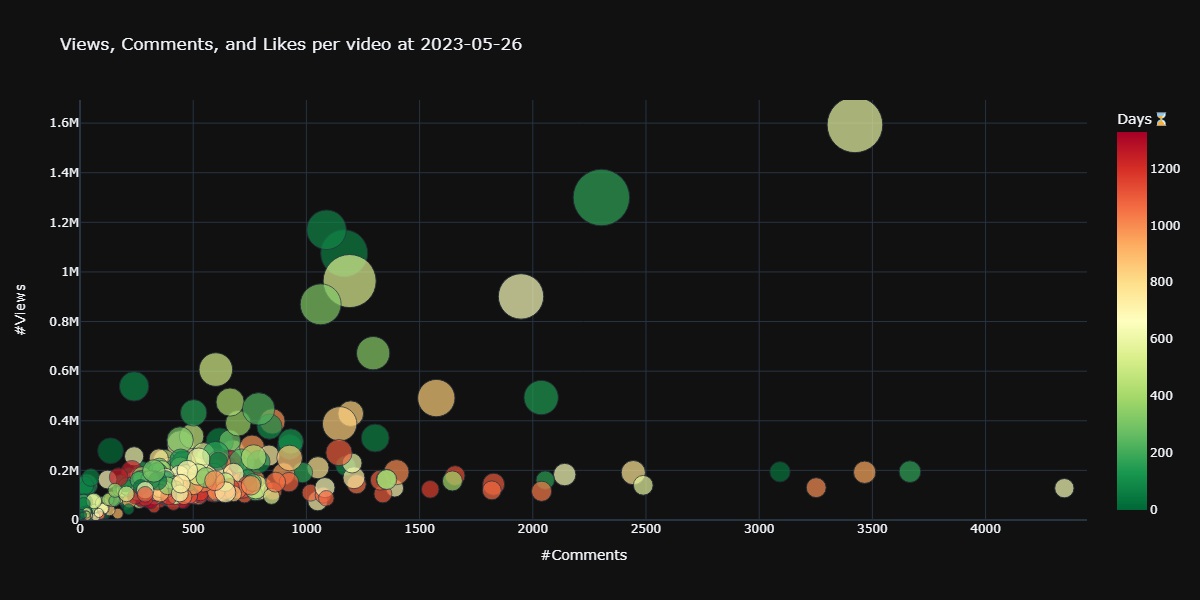 Views, Comments, and Likes per video at 2023-05-26
Days⌛
1.6M
1.4M
1.2M
1M
0.8M
0.6M
0.4M
0.2M
0
#Views
0 500 1000 1500 2000 2500 3000 3500 4000
#Comments
1200
1000
800
600
400
200
0